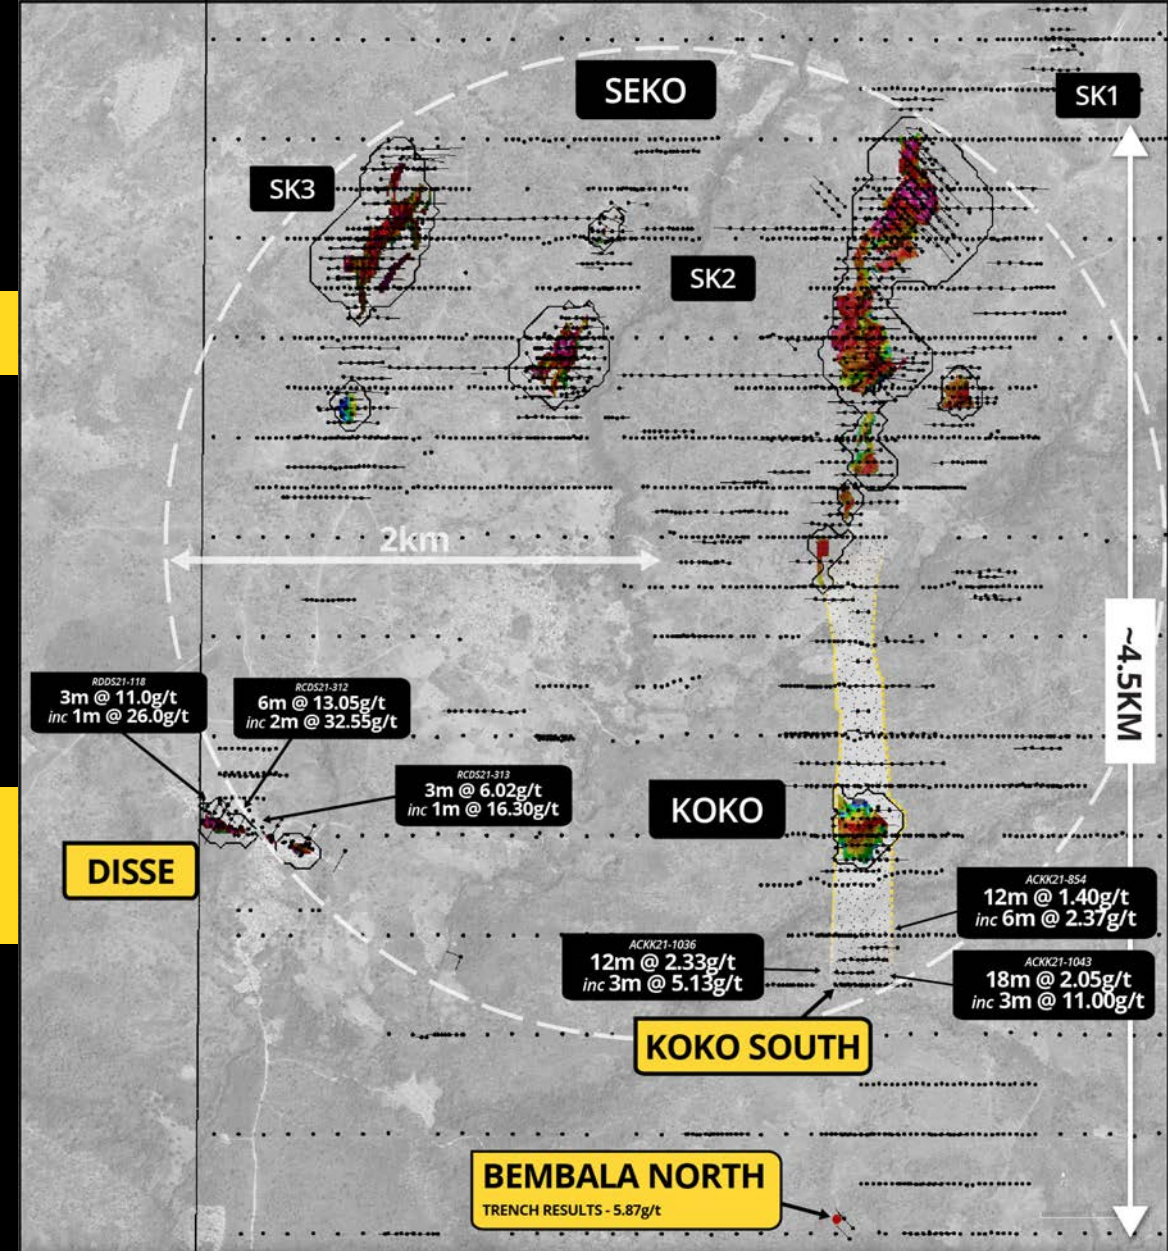 SEKO
SK1
SK3
SK2
2km
~4.5KM
RDDS21-118
3m @ 11.0g/t
inc 1m @ 26.0g/t
RCDS21-312
6m @ 13.05g/t
inc 2m @ 32.55g/t
RCDS21-313
3m @ 6.02g/t
inc 1m @ 16.30g/t
KOKO
DISSE
ACKK21-854
12m @ 1.40g/t
inc 6m @ 2.37g/t
ACKK21-1036
12m @ 2.33g/t
inc 3m @ 5.13g/t
ACKK21-1043
18m @ 2.05g/t
inc 3m @ 11.00g/t
KOKO SOUTH
BEMBALA NORTH
TRENCH RESULTS - 5.87g/t